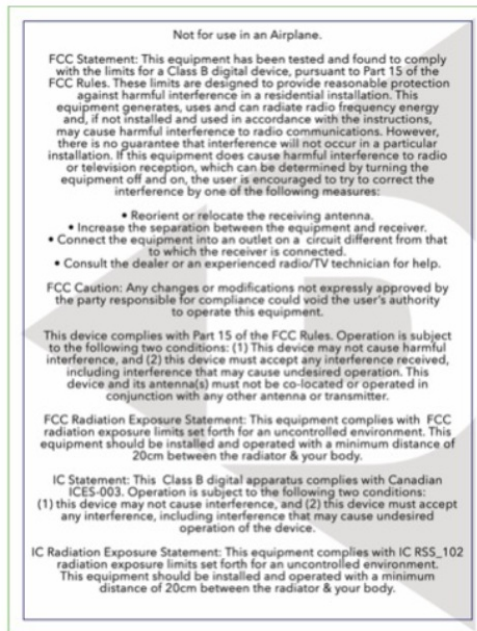 Not for use in an Airplane.
FCC Statement: This equipment has been tested and found to comply
with the limits for a Class B digital device, pursuant to Part 15 of the
FCC Rules. These limits are designed to provide reasonable protection
against harmful interference in a residential installation. This
equipment generates, uses and can radiate radio frequency energy
and, if not installed and used in accordance with the instructions,
may cause harmful interference to radio communications. However,
there is no guarantee that interference will not occur in a particular
installation. If this equipment does cause harmful interference to radio
or television reception, which can be determined by turning the
equipment off and on, the user is encouraged to try to correct the
interference by one of the following measures:
• Reorient or relocate the receiving antenna.
• Increase the separation between the equipment and receiver.
• Connect the equipment into an outlet on a circuit different from that
to which the receiver is connected.
• Consult the dealer or an experienced radio/TV technician for help.
FCC Caution: Any changes or modifications not expressly approved by
the party responsible for compliance could void the user's authority
to operate this equipment.
This device complies with Part 15 of the FCC Rules. Operation is subject
to the following two conditions: (1) This device may not cause harmful
interference, and (2) this device must accept any interference received,
including interference that may cause undesired operation. This
device and its antenna(s) must not be co-located or operated in
conjunction with any other antenna or transmitter.
FCC Radiation Exposure Statement: This equipment complies with FCC
radiation exposure limits set forth for an uncontrolled environment. This
equipment should be installed and operated with a minimum distance of
20cm between the radiator & your body.
IC Statement: This Class B digital apparatus complies with Canadian
ICES-003. Operation is subject to the following two conditions:
(1) this device may not cause interference, and (2) this device must accept
any interference, including interference that may cause undesired
operation of the device.
IC Radiation Exposure Statement: This equipment complies with IC RSS_102
radiation exposure limits set forth for an uncontrolled environment.
This equipment should be installed and operated with a minimum
distance of 20cm between the radiator & your body.